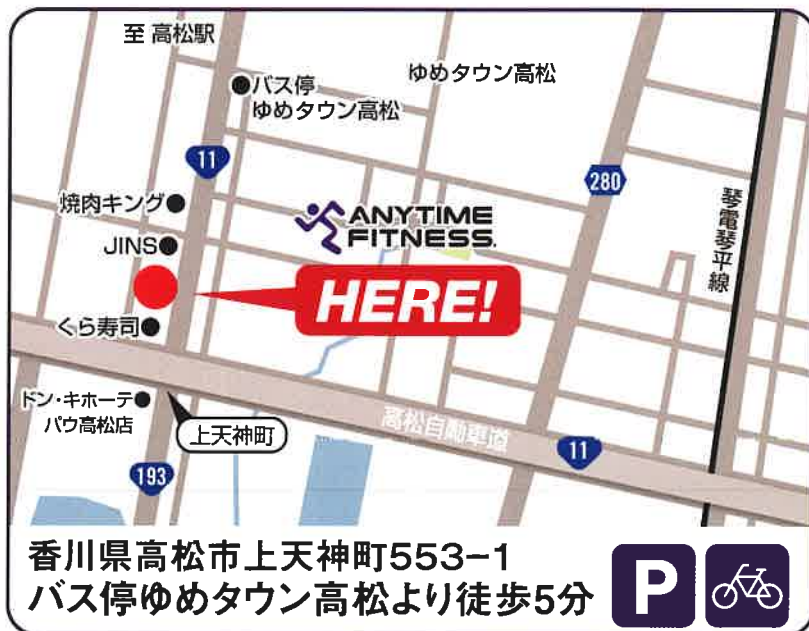 至 高松駅
バス停
ゆめタウン高松
ゆめタウン高松
11
280
焼肉キング
ANYTIME
FITNESS.
琴電琴平線
JINS
HERE!
くら寿司
ドン・キホーテ
パウ高松店
上天神町
高松自動車道
11
193
香川県高松市上天神町553-1
バス停ゆめタウン高松より徒歩5分
P